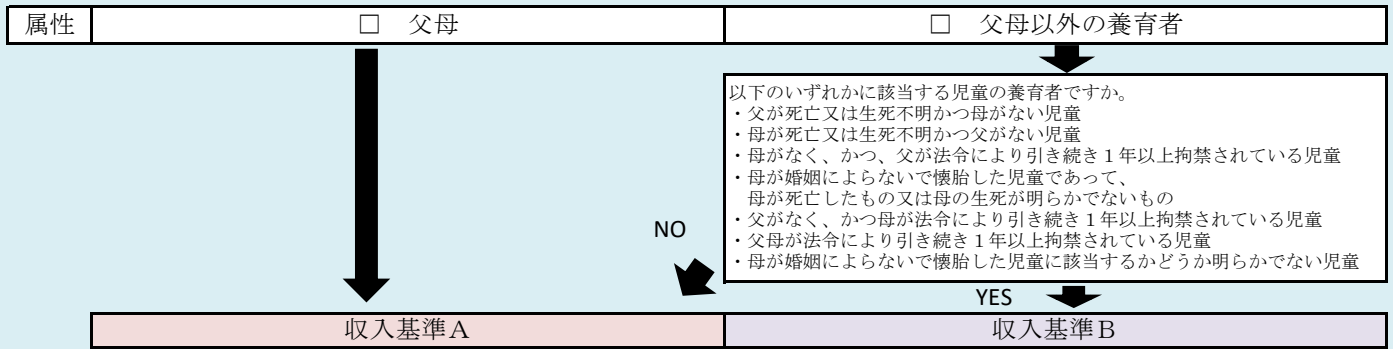 属性
□　父母
□　父母以外の養育者
以下のいずれかに該当する児童の養育者ですか。
・父が死亡又は生死不明かつ母がない児童
・母が死亡又は生死不明かつ父がない児童
・母がなく、かつ、父が法令により引き続き１年以上拘禁されている児童
・母が婚姻によらないで懐胎した児童であって、
母が死亡したもの又は母の生死が明らかでないもの
・父がなく、かつ母が法令により引き続き１年以上拘禁されている児童
・父母が法令により引き続き１年以上拘禁されている児童
・母が婚姻によらないで懐胎した児童に該当するかどうか明らかでない児童
NO
YES
収入基準Ａ
収入基準Ｂ